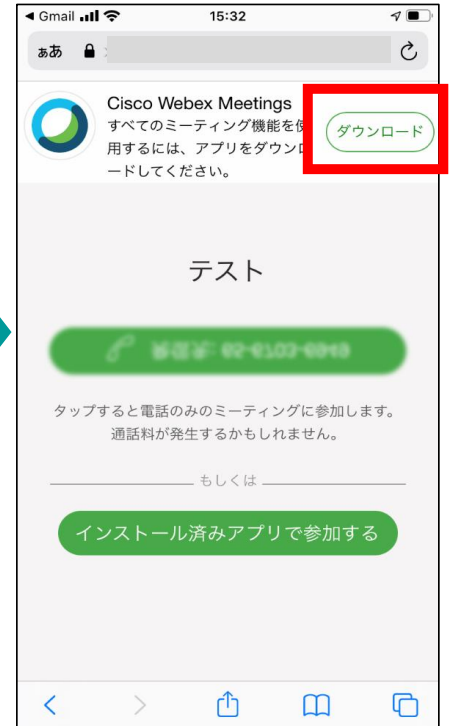 ◀ Gmail 15:32
ぁあ
Cisco Webex Meetings
すべてのミーティング機能を使
用するには、アプリをダウンロ
ードしてください。
ダウンロード
テスト
タップすると電話のみのミーティングに参加します。
通話料が発生するかもしれません。
もしくは
インストール済みアプリで参加する